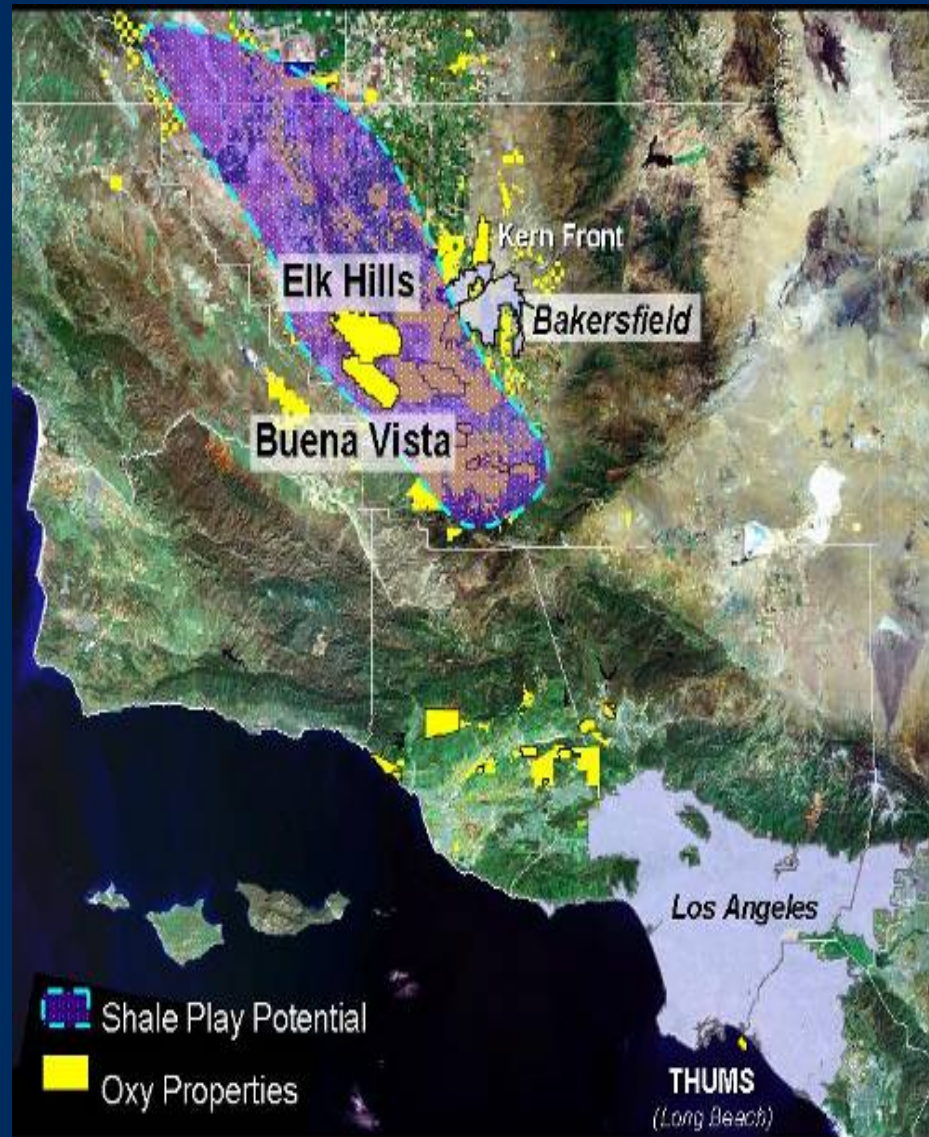 Kern Front
Elk Hills
Bakersfield
Buena Vista
Los Angeles
Shale Play Potential
Oxy Properties
THUMS
(Long Beach)